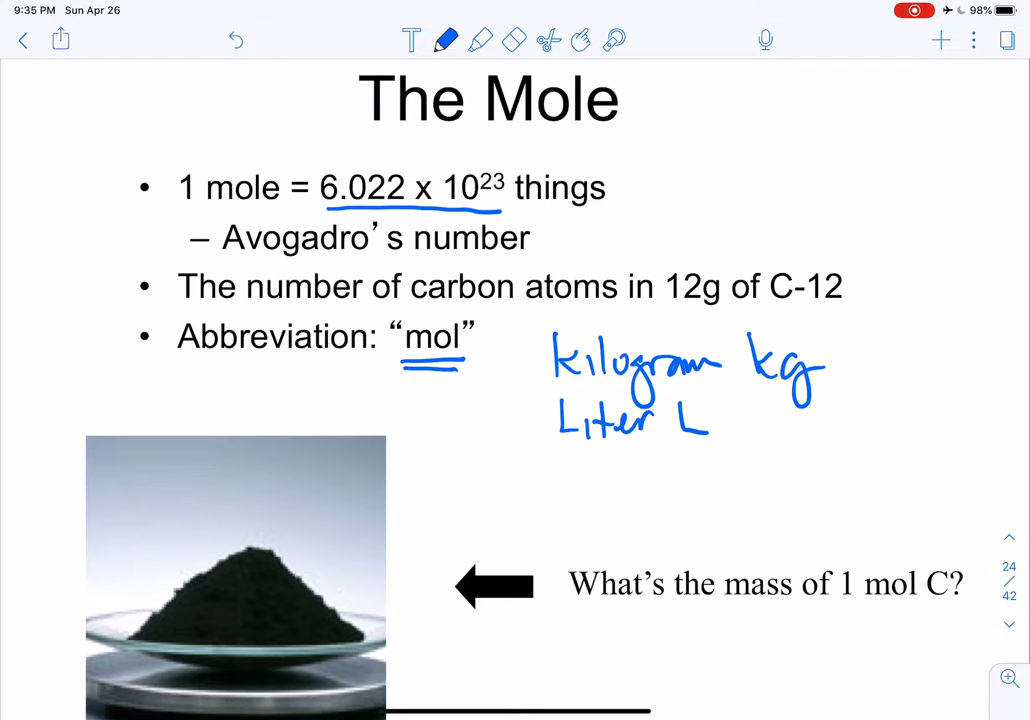 9:35 PM Sun Apr 26 98%
The Mole
• 1 mole = 6.022 x 10²³ things
– Avogadro’s number
• The number of carbon atoms in 12g of C-12
• Abbreviation: “mol”
kilogram kg
Liter L
What’s the mass of 1 mol C?
24
/
42